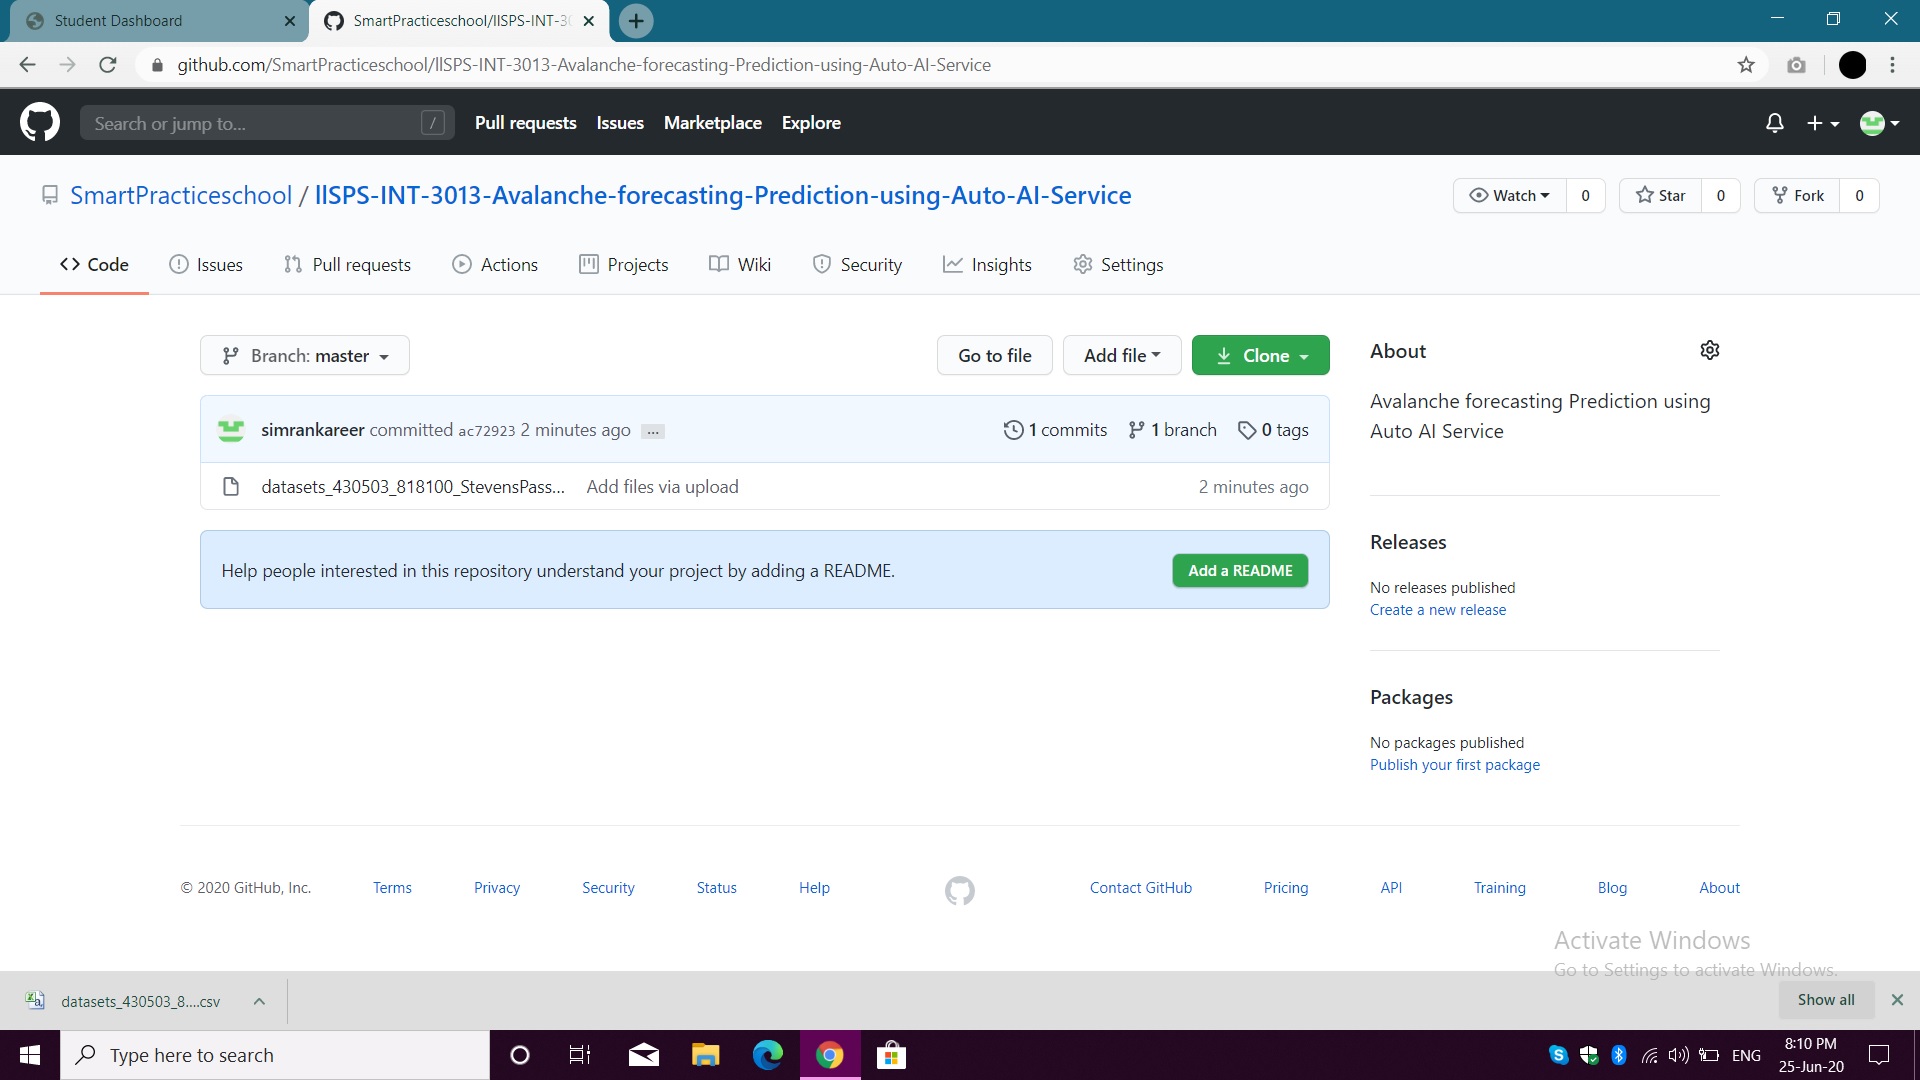 Student Dashboard
SmartPracticeschool/llSPS-INT-30
github.com/SmartPracticeschool/llSPS-INT-3013-Avalanche-forecasting-Prediction-using-Auto-AI-Service
Search or jump to...
/
Pull requests
Issues
Marketplace
Explore
SmartPracticeschool / llSPS-INT-3013-Avalanche-forecasting-Prediction-using-Auto-AI-Service
Watch
0
Star
0
Fork
0
Code
Issues
Pull requests
Actions
Projects
Wiki
Security
Insights
Settings
Branch: master
Go to file
Add file
Clone
simrankareer committed ac72923 2 minutes ago ...
1 commits
1 branch
0 tags
datasets_430503_818100_StevensPass...
Add files via upload
2 minutes ago
Help people interested in this repository understand your project by adding a README.
Add a README
About
Avalanche forecasting Prediction using
Auto AI Service
Releases
No releases published
Create a new release
Packages
No packages published
Publish your first package
© 2020 GitHub, Inc.
Terms
Privacy
Security
Status
Help
Contact GitHub
Pricing
API
Training
Blog
About
Activate Windows
Go to Settings to activate Windows.
datasets_430503_8....csv
Show all
Type here to search
ENG
8:10 PM
25-Jun-20